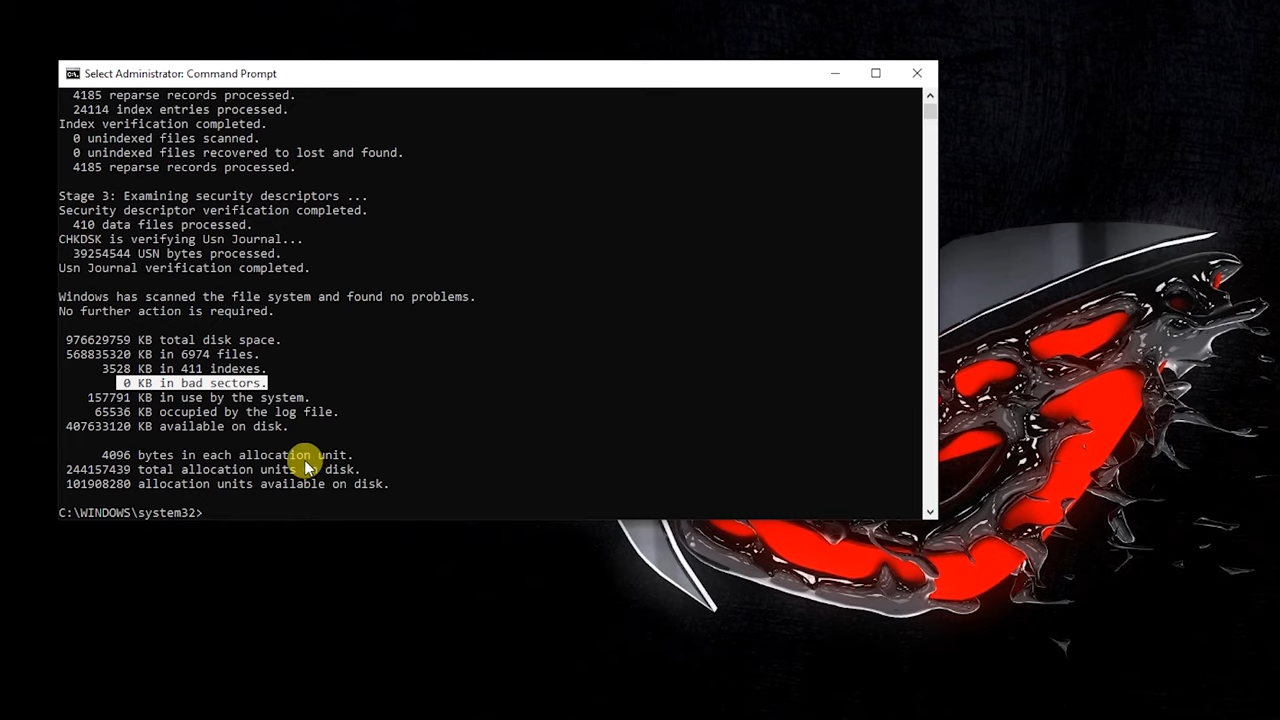 Select Administrator: Command Prompt
4185 reparse records processed.
24114 index entries processed.
Index verification completed.
0 unindexed files scanned.
0 unindexed files recovered to lost and found.
4185 reparse records processed.
Stage 3: Examining security descriptors ...
Security descriptor verification completed.
410 data files processed.
CHKDSK is verifying Usn Journal...
39254544 USN bytes processed.
Usn Journal verification completed.
Windows has scanned the file system and found no problems.
No further action is required.
976629759 KB total disk space.
568835320 KB in 6974 files.
3528 KB in 411 indexes.
0 KB in bad sectors.
157791 KB in use by the system.
65536 KB occupied by the log file.
407633120 KB available on disk.
4096 bytes in each allocation unit.
244157439 total allocation units on disk.
101908280 allocation units available on disk.
C:\WINDOWS\system32>